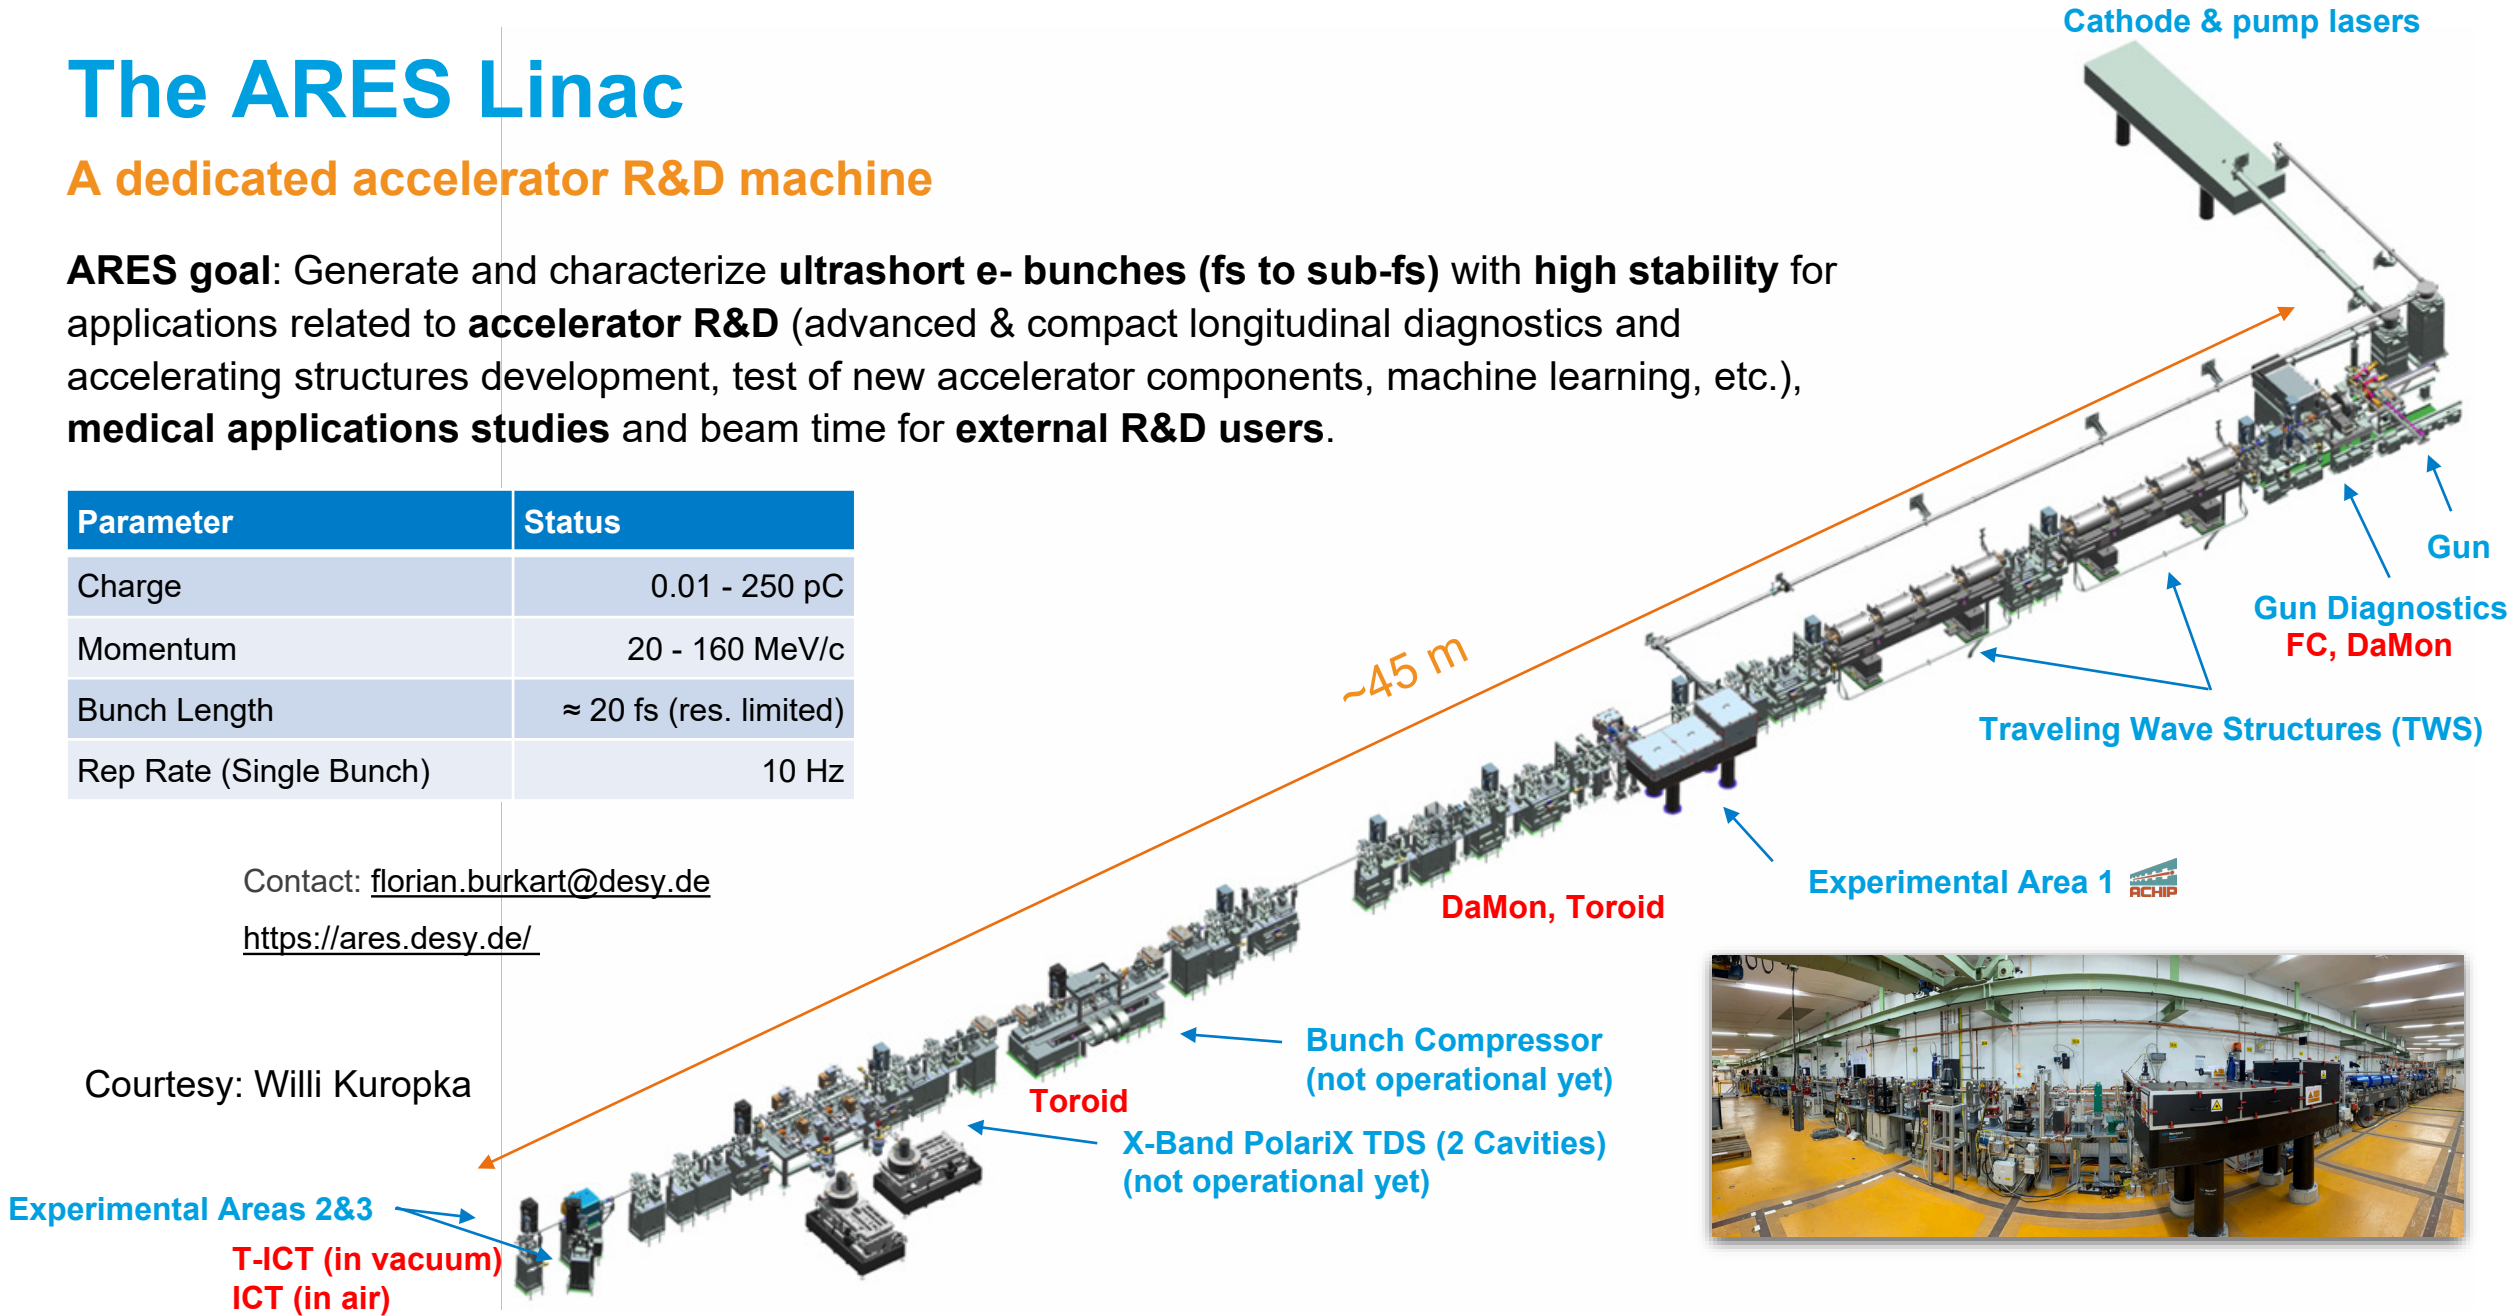 Cathode & pump lasers
The ARES Linac
A dedicated accelerator R&D machine
ARES goal: Generate and characterize ultrashort e- bunches (fs to sub-fs) with high stability for
applications related to accelerator R&D (advanced & compact longitudinal diagnostics and
accelerating structures development, test of new accelerator components, machine learning, etc.),
medical applications studies and beam time for external R&D users.
Parameter Status
Charge 0.01 - 250 pC
Momentum 20 - 160 MeV/c
Bunch Length ≈ 20 fs (res. limited)
Rep Rate (Single Bunch) 10 Hz
~45 m
Gun
Gun Diagnostics
FC, DaMon
Traveling Wave Structures (TWS)
Experimental Area 1 ACHIP
DaMon, Toroid
Contact: florian.burkart@desy.de
https://ares.desy.de/
Bunch Compressor
(not operational yet)
Courtesy: Willi Kuropka
Toroid
X-Band PolariX TDS (2 Cavities)
(not operational yet)
Experimental Areas 2&3
T-ICT (in vacuum)
ICT (in air)